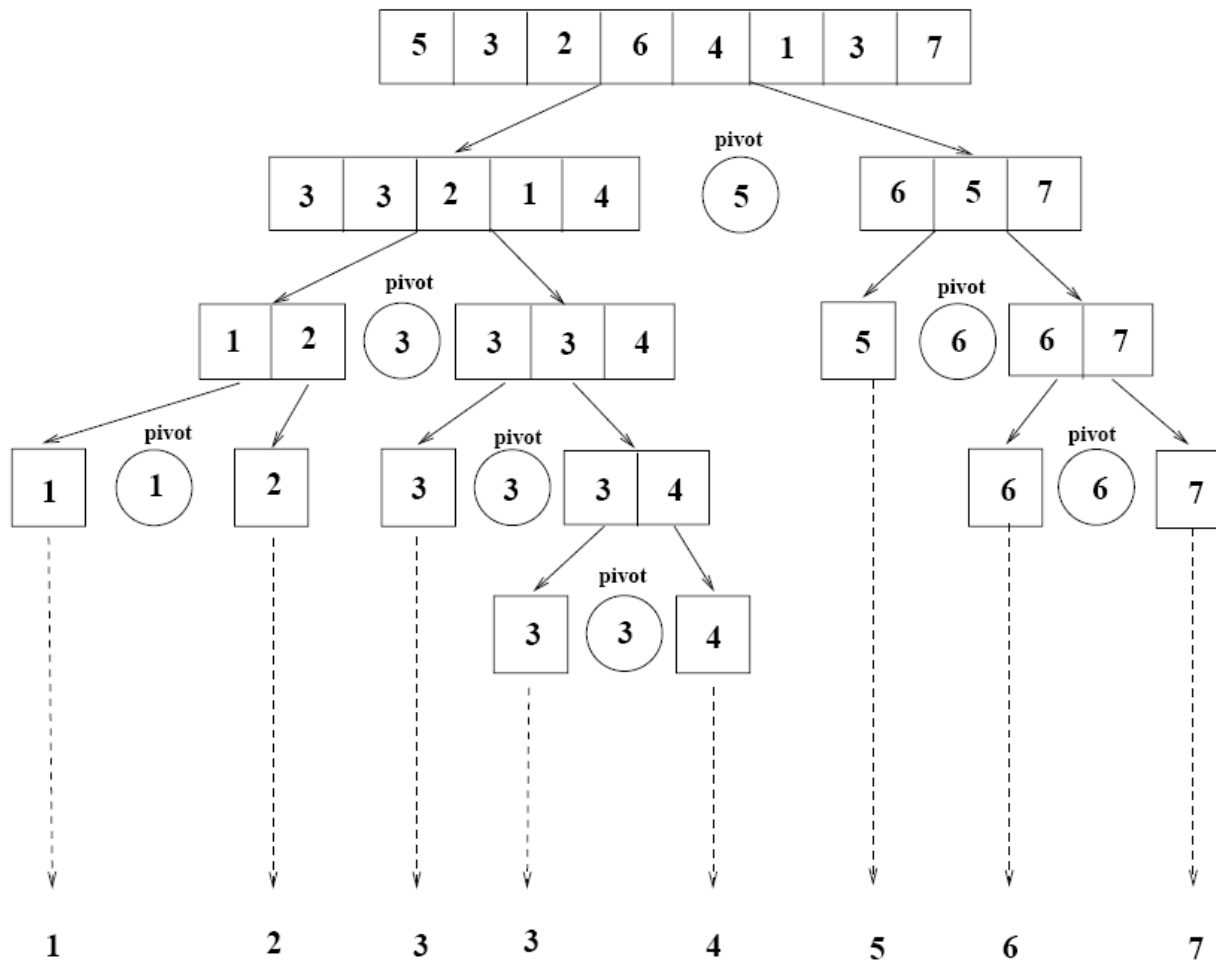 5 3 2 6 4 1 3 7
pivot
3 3 2 1 4 5 6 5 7
pivot pivot
1 2 3 3 3 4 5 6 6 7
pivot pivot pivot
1 1 2 3 3 3 4 6 6 7
pivot
3 3 4
1 2 3 3 4 5 6 7